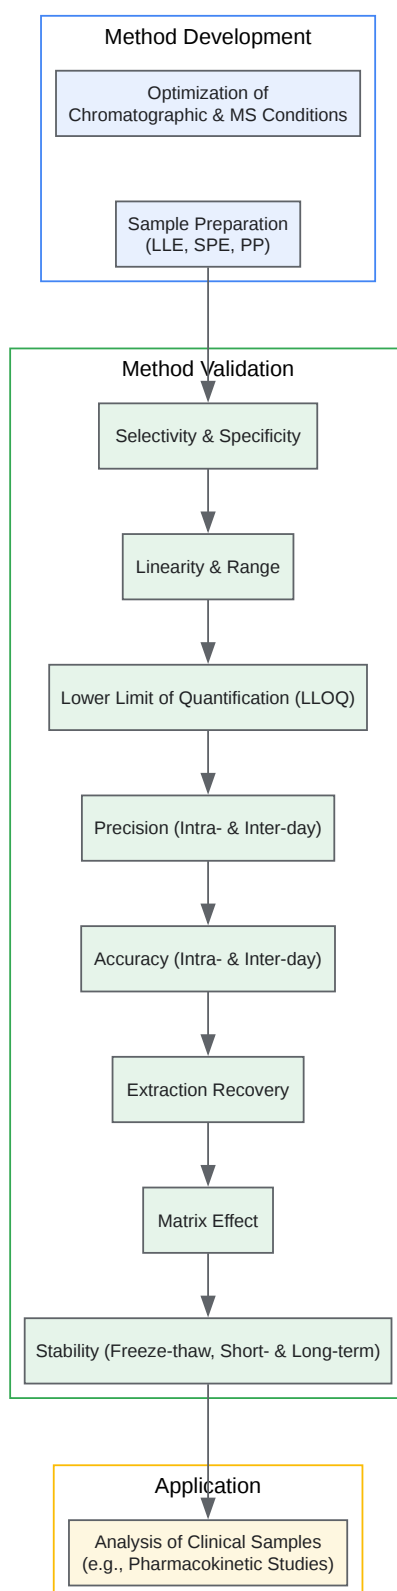 Method Development
Optimization of
Chromatographic & MS Conditions
Sample Preparation
(LLE, SPE, PP)
Method Validation
Selectivity & Specificity
Linearity & Range
Lower Limit of Quantification (LLOQ)
Precision (Intra- & Inter-day)
Accuracy (Intra- & Inter-day)
Extraction Recovery
Matrix Effect
Stability (Freeze-thaw, Short- & Long-term)
Application
Analysis of Clinical Samples
(e.g., Pharmacokinetic Studies)